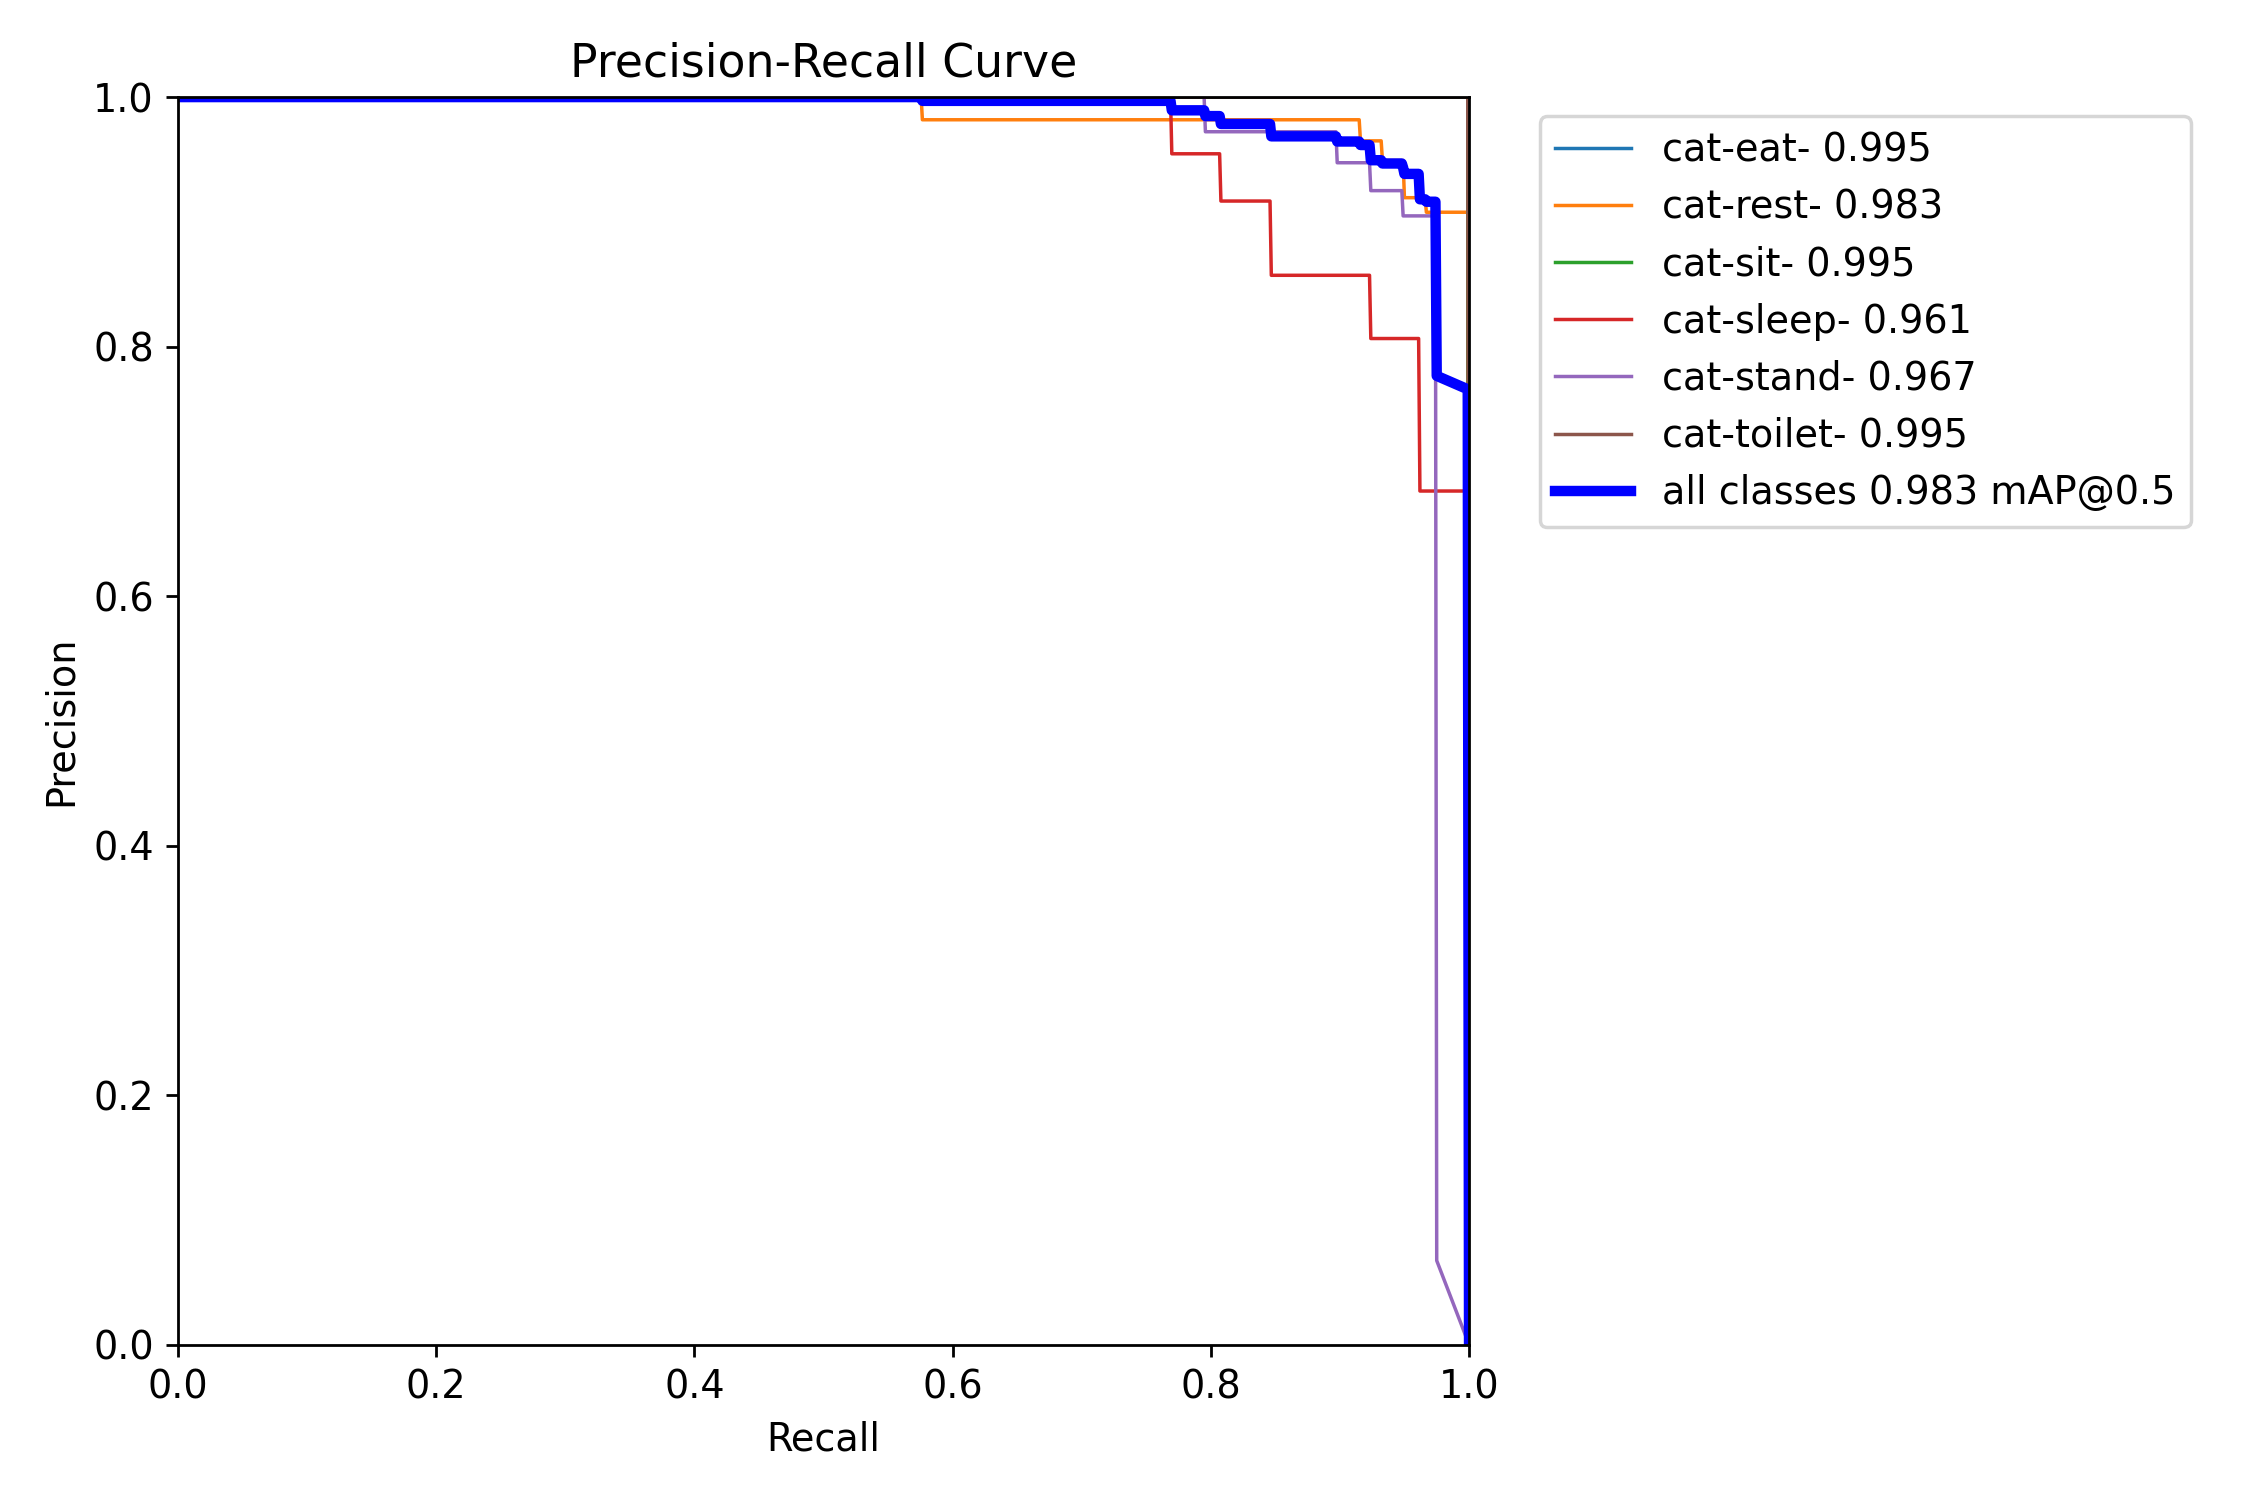 Precision-Recall Curve
1.0
0.8
0.6
0.4
0.2
0.0
Precision
0.0 0.2 0.4 0.6 0.8 1.0
Recall
cat-eat- 0.995
cat-rest- 0.983
cat-sit- 0.995
cat-sleep- 0.961
cat-stand- 0.967
cat-toilet- 0.995
all classes 0.983 mAP@0.5